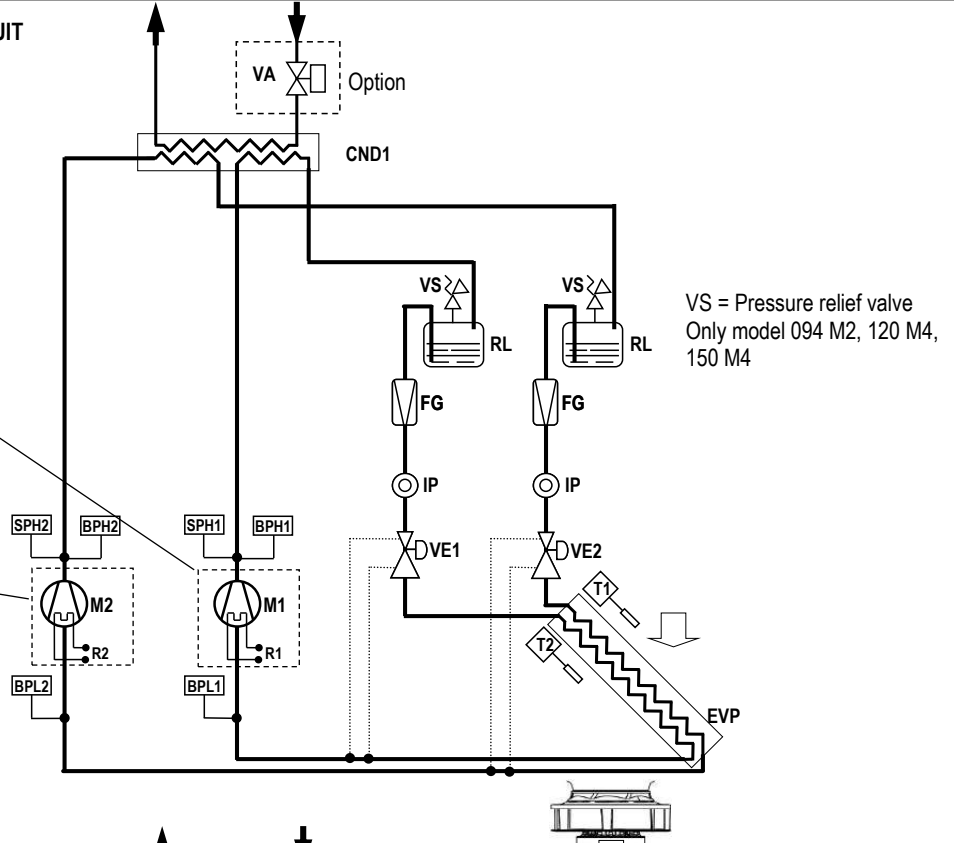 UIT
VA
Option
CND1
VS
VS
VS = Pressure relief valve
Only model 094 M2, 120 M4,
150 M4
RL
RL
FG
FG
IP
IP
SPH2
BPH2
SPH1
BPH1
VE1
VE2
M2
M1
T1
R2
R1
T2
BPL2
BPL1
EVP